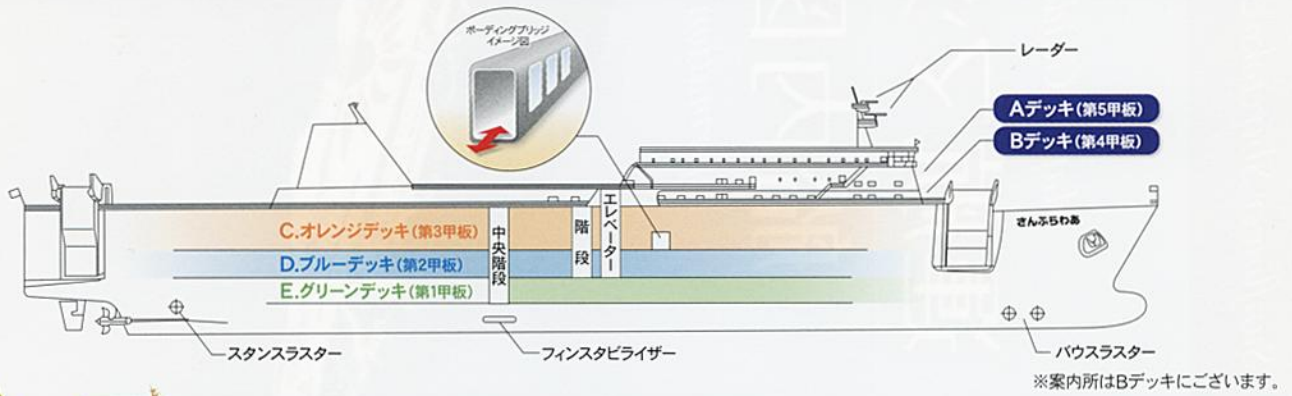 ボーディングブリッジ
イメージ図
レーダー
Aデッキ(第5甲板)
Bデッキ(第4甲板)
エレベーター
さんふらわあ
C.オレンジデッキ(第3甲板)
中央階段
階段
D.ブルーデッキ(第2甲板)
E.グリーンデッキ(第1甲板)
スタンスラスター
フィンスタビライザー
バウスラスター
※案内所はBデッキにございます。